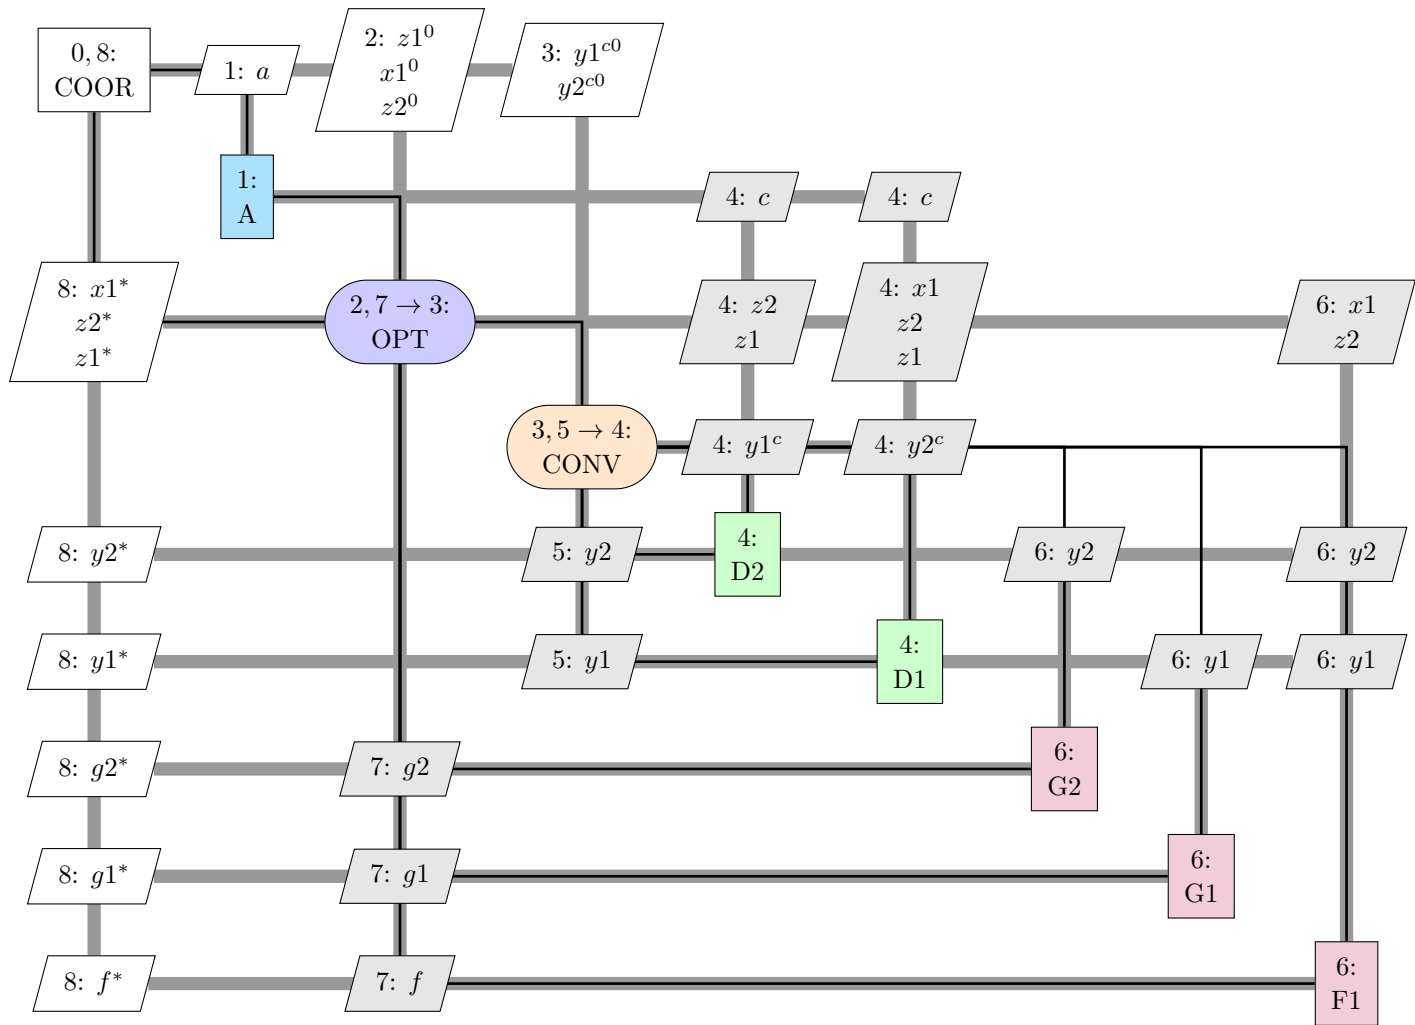 0, 8:
COOR
1: a
2: z1⁰
x1⁰
z2⁰
3: y1ᶜ⁰
y2ᶜ⁰
1:
A
4: c
4: c
8: x1*
z2*
z1*
2, 7 → 3:
OPT
4: z2
z1
4: x1
z2
z1
6: x1
z2
3, 5 → 4:
CONV
4: y1ᶜ
4: y2ᶜ
8: y2*
5: y2
4:
D2
6: y2
6: y2
8: y1*
5: y1
4:
D1
6: y1
6: y1
8: g2*
7: g2
6:
G2
8: g1*
7: g1
6:
G1
8: f*
7: f
6:
F1